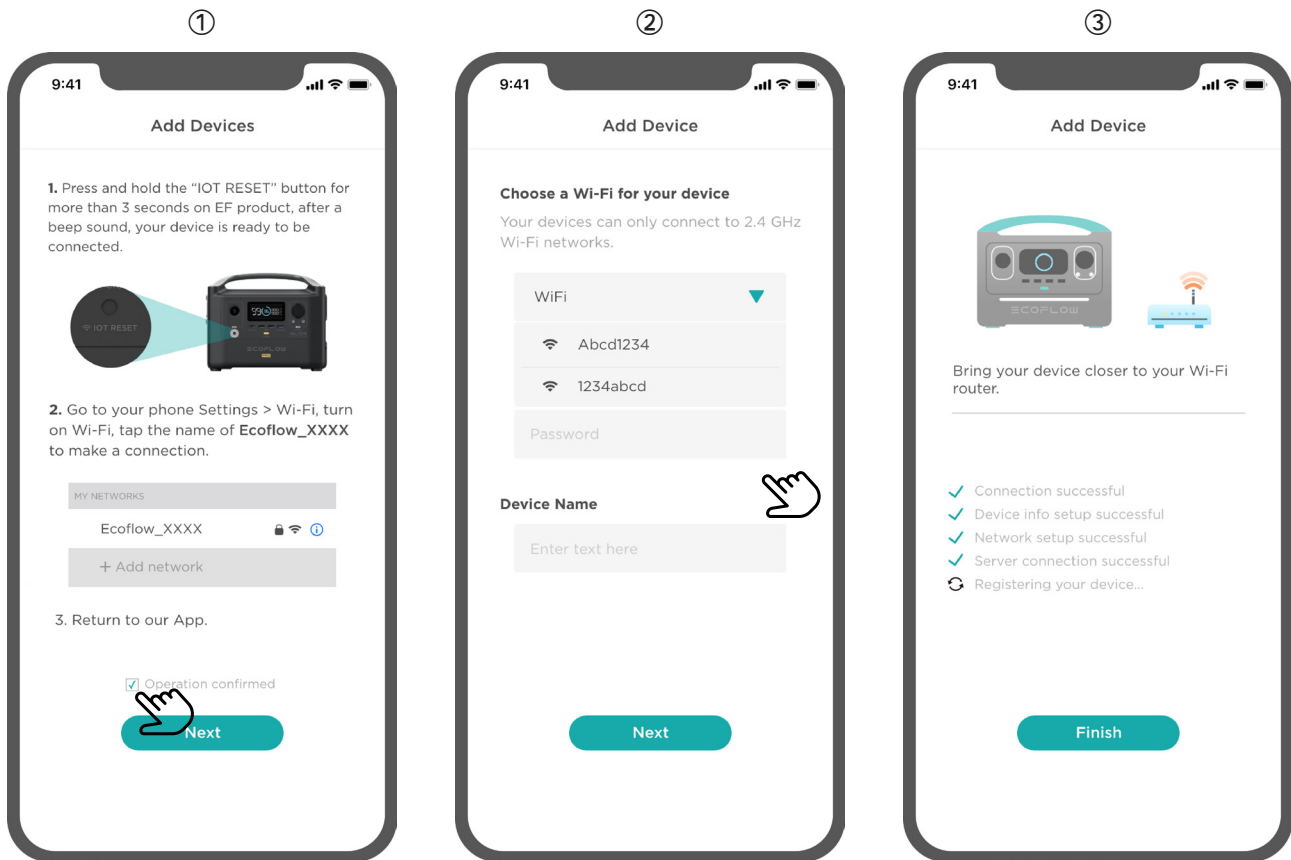 ①
9:41
Add Devices
1. Press and hold the “IOT RESET” button for
more than 3 seconds on EF product, after a
beep sound, your device is ready to be
connected.
IOT RESET
ECOFLOW
2. Go to your phone Settings > Wi-Fi, turn
on Wi-Fi, tap the name of Ecoflow_XXXX
to make a connection.
MY NETWORKS
Ecoflow_XXXX
+ Add network
3. Return to our App.
Operation confirmed
Next
②
9:41
Add Device
Choose a Wi-Fi for your device
Your devices can only connect to 2.4 GHz
Wi-Fi networks.
WiFi
Abcd1234
1234abcd
Password
Device Name
Enter text here
Next
③
9:41
Add Device
ECOFLOW
Bring your device closer to your Wi-Fi
router.
Connection successful
Device info setup successful
Network setup successful
Server connection successful
Registering your device...
Finish